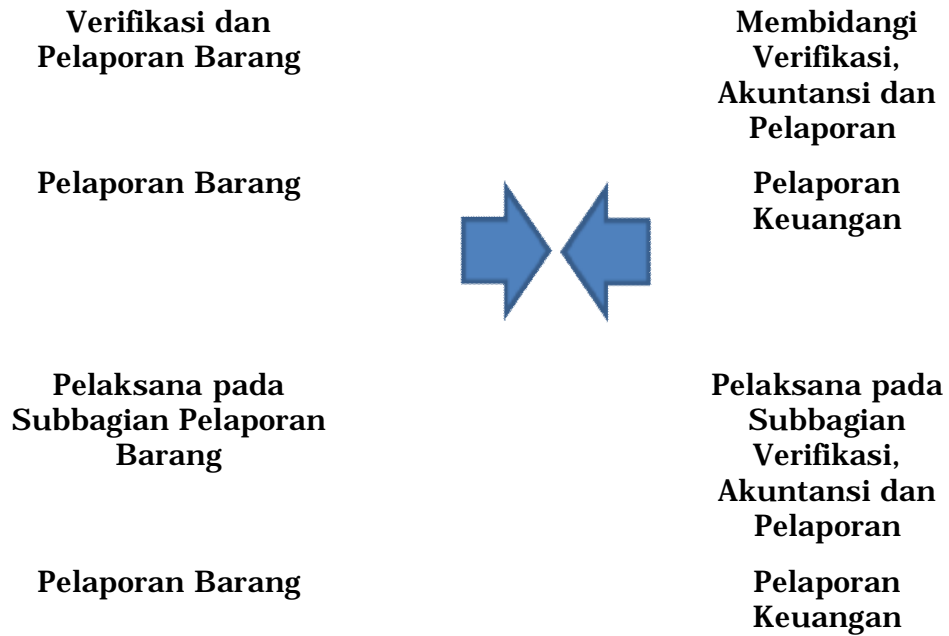 Verifikasi dan
Pelaporan Barang
Membidangi
Verifikasi,
Akuntansi dan
Pelaporan
Pelaporan Barang
Pelaporan
Keuangan
Pelaksana pada
Subbagian Pelaporan
Barang
Pelaksana pada
Subbagian
Verifikasi,
Akuntansi dan
Pelaporan
Pelaporan Barang
Pelaporan
Keuangan